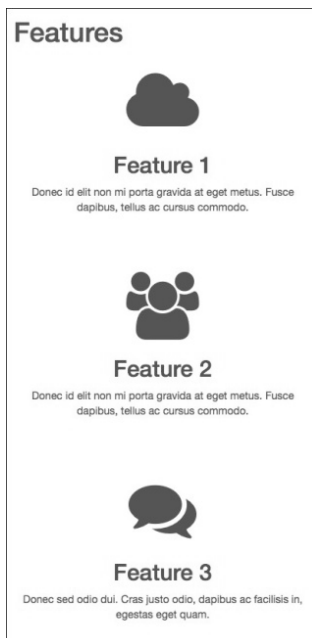 Features
Feature 1
Donec id elit non mi porta gravida at eget metus. Fusce
dapibus, tellus ac cursus commodo.
Feature 2
Donec id elit non mi porta gravida at eget metus. Fusce
dapibus, tellus ac cursus commodo.
Feature 3
Donec sed odio dui. Cras justo odio, dapibus ac facilisis in,
egestas eget quam.